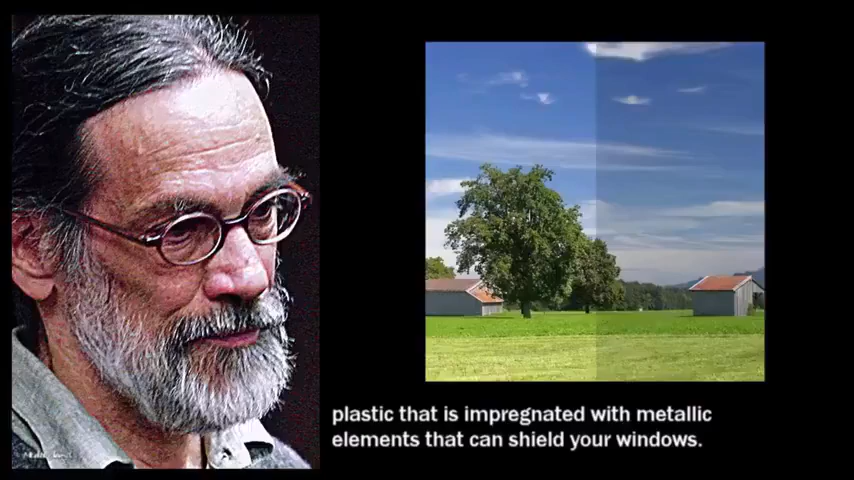 plastic that is impregnated with metallic
elements that can shield your windows.